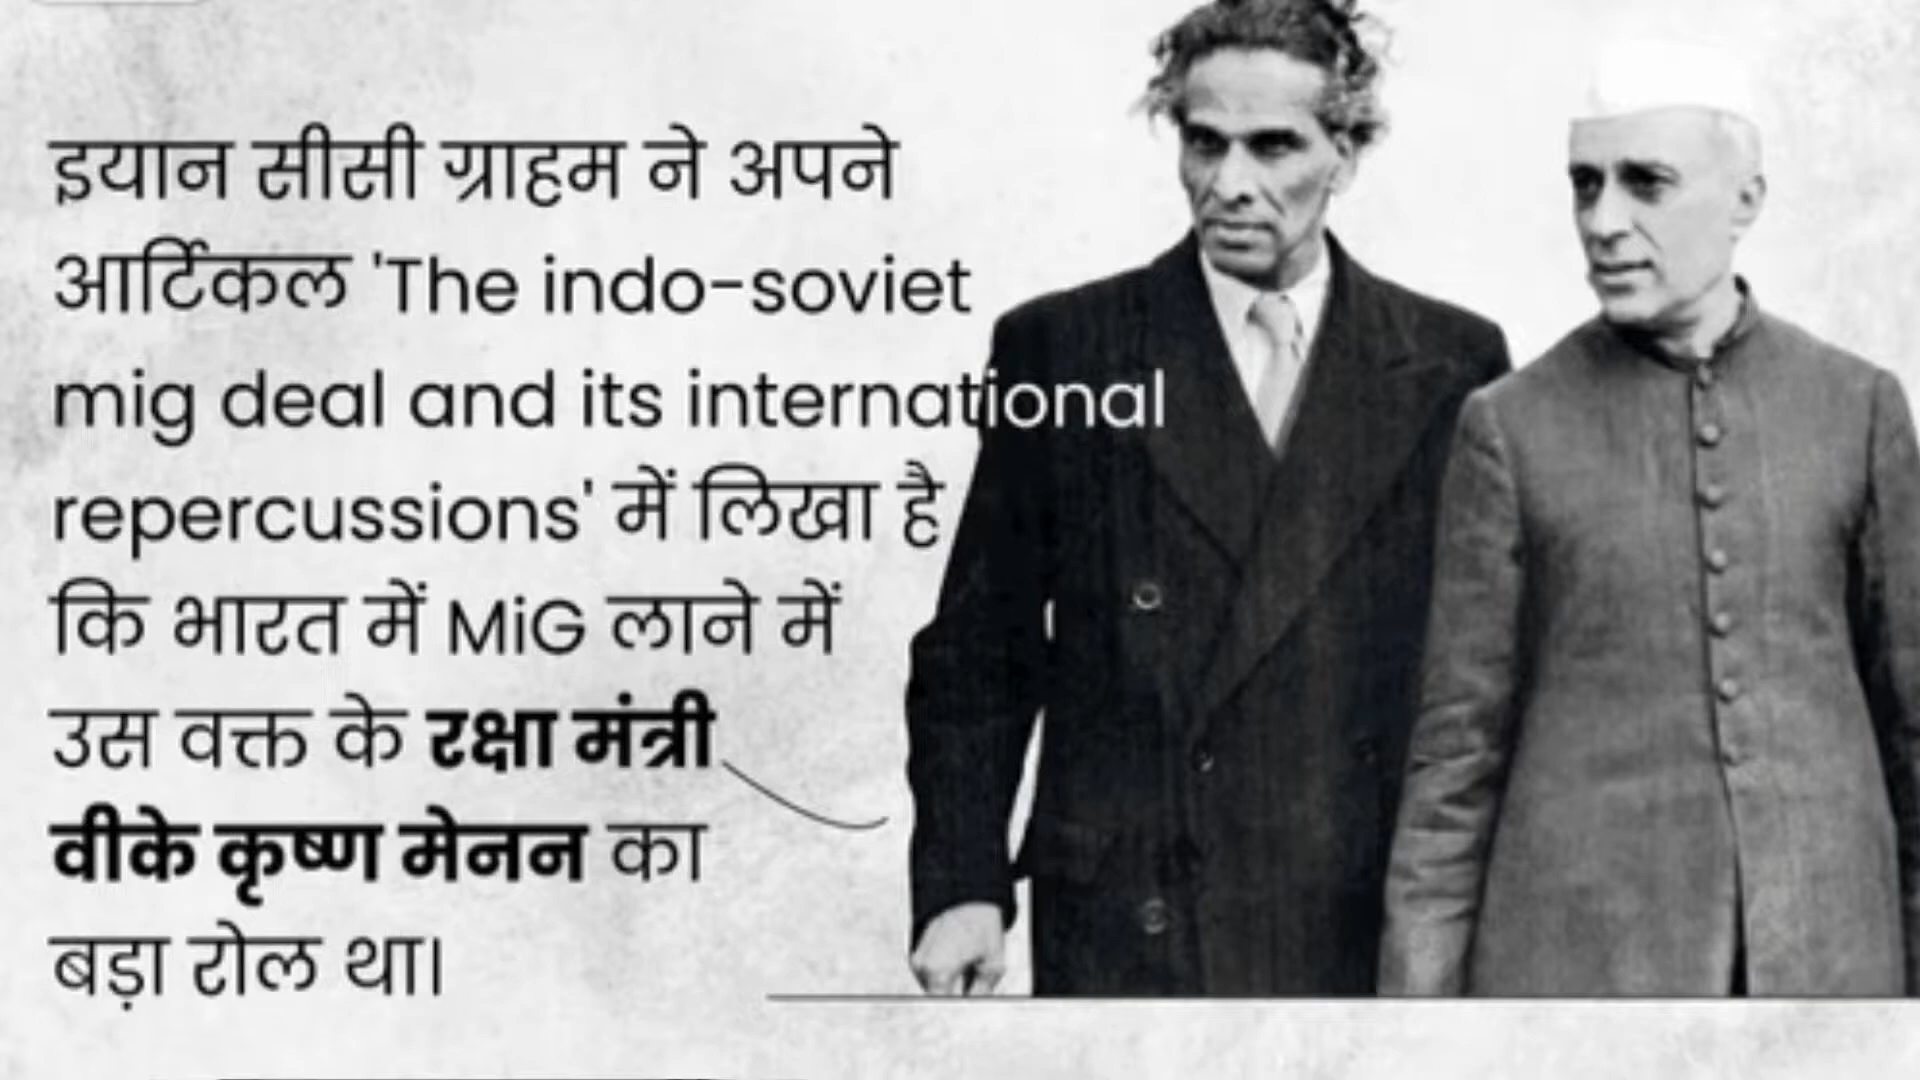 इयान सीसी ग्राहम ने अपने
आर्टिकल 'The indo-soviet
mig deal and its international
repercussions' में लिखा है
कि भारत में MiG लाने में
उस वक्त के रक्षा मंत्री
वीके कृष्ण मेनन का
बड़ा रोल था।